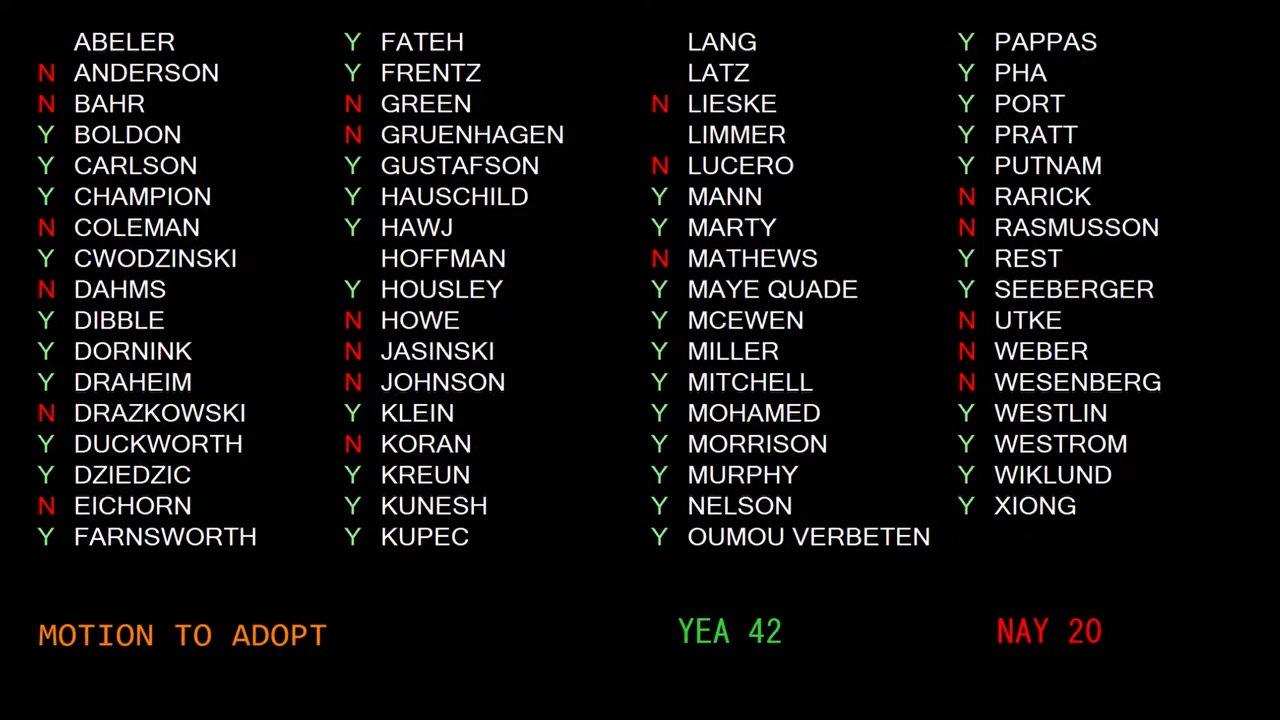 ABELER
N ANDERSON
N BAHR
Y BOLDON
Y CARLSON
Y CHAMPION
N COLEMAN
Y CWODZINSKI
N DAHMS
Y DIBBLE
Y DORNINK
Y DRAHEIM
N DRAZKOWSKI
Y DUCKWORTH
Y DZIEDZIC
N EICHORN
Y FARNSWORTH
Y FATEH
Y FRENTZ
N GREEN
N GRUENHAGEN
Y GUSTAFSON
Y HAUSCHILD
Y HAWJ
HOFFMAN
Y HOUSLEY
N HOWE
N JASINSKI
N JOHNSON
Y KLEIN
N KORAN
Y KREUN
Y KUNESH
Y KUPEC
LANG
LATZ
N LIESKE
LIMMER
N LUCERO
Y MANN
Y MARTY
N MATHEWS
Y MAYE QUADE
Y MCEWEN
Y MILLER
Y MITCHELL
Y MOHAMED
Y MORRISON
Y MURPHY
Y NELSON
Y OUMOU VERBETEN
Y PAPPAS
Y PHA
Y PORT
Y PRATT
Y PUTNAM
N RARICK
N RASMUSSON
Y REST
Y SEEBERGER
N UTKE
N WEBER
N WESENBERG
Y WESTLIN
Y WESTROM
Y WIKLUND
Y XIONG
MOTION TO ADOPT
YEA 42
NAY 20